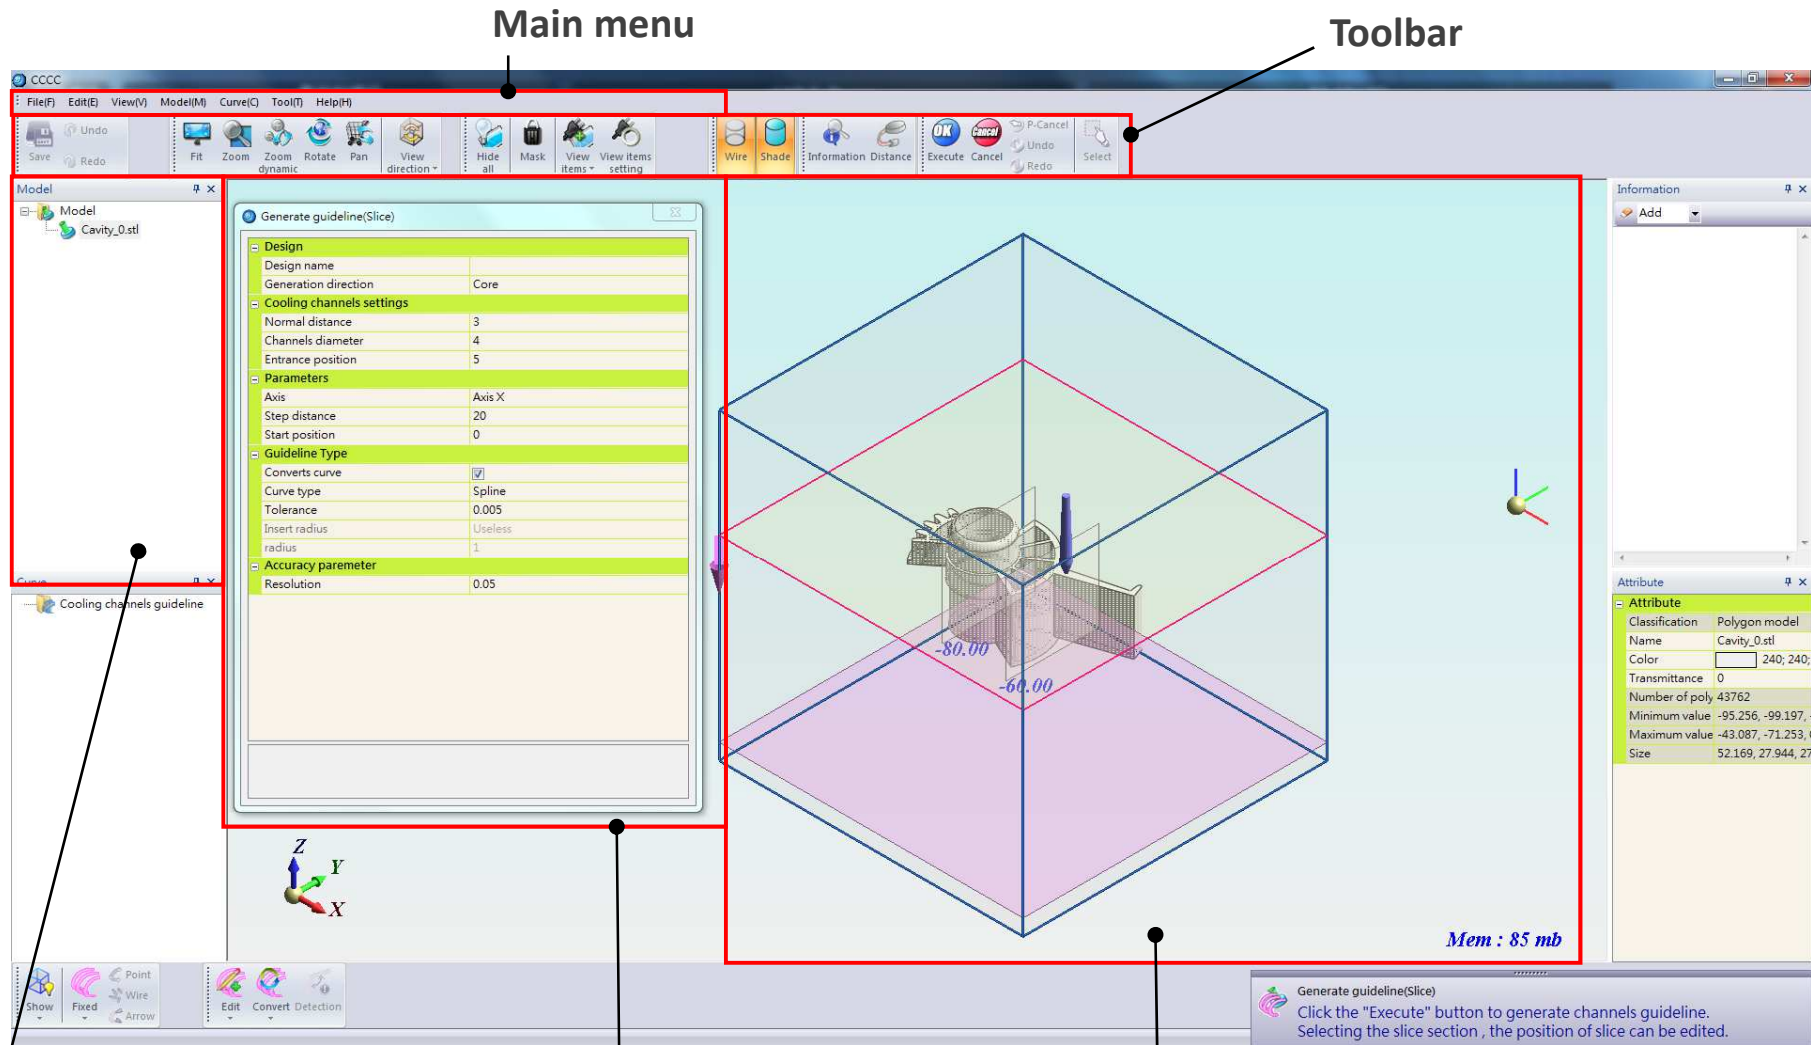 Main menu
Toolbar
CCCC
File(F) Edit(E) View(V) Model(M) Curve(C) Tool(T) Help(H)
Save Undo Redo Fit Zoom Zoom dynamic Rotate Pan View direction Hide all Mask View items View items setting Wire Shade Information Distance OK Execute Cancel Cancel P-Cancel Undo Redo Select
Model
Model
Cavity_0.stl
Curve
Cooling channels guideline
Generate guideline(Slice)
Design
Design name
Generation direction Core
Cooling channels settings
Normal distance 3
Channels diameter 4
Entrance position 5
Parameters
Axis Axis X
Step distance 20
Start position 0
Guideline Type
Converts curve
Curve type Spline
Tolerance 0.005
Insert radius Useless
radius 1
Accuracy paremeter
Resolution 0.05
-80.00
-60.00
Z
Y
X
Mem : 85 mb
Information
Add
Attribute
Attribute
Classification Polygon model
Name Cavity_0.stl
Color 240; 240;
Transmittance 0
Number of poly 43762
Minimum value -95.256, -99.197, -
Maximum value -43.087, -71.253, 0
Size 52.169, 27.944, 27
Show Fixed Point Wire Arrow Edit Convert Detection
Generate guideline(Slice)
Click the "Execute" button to generate channels guideline.
Selecting the slice section , the position of slice can be edited.